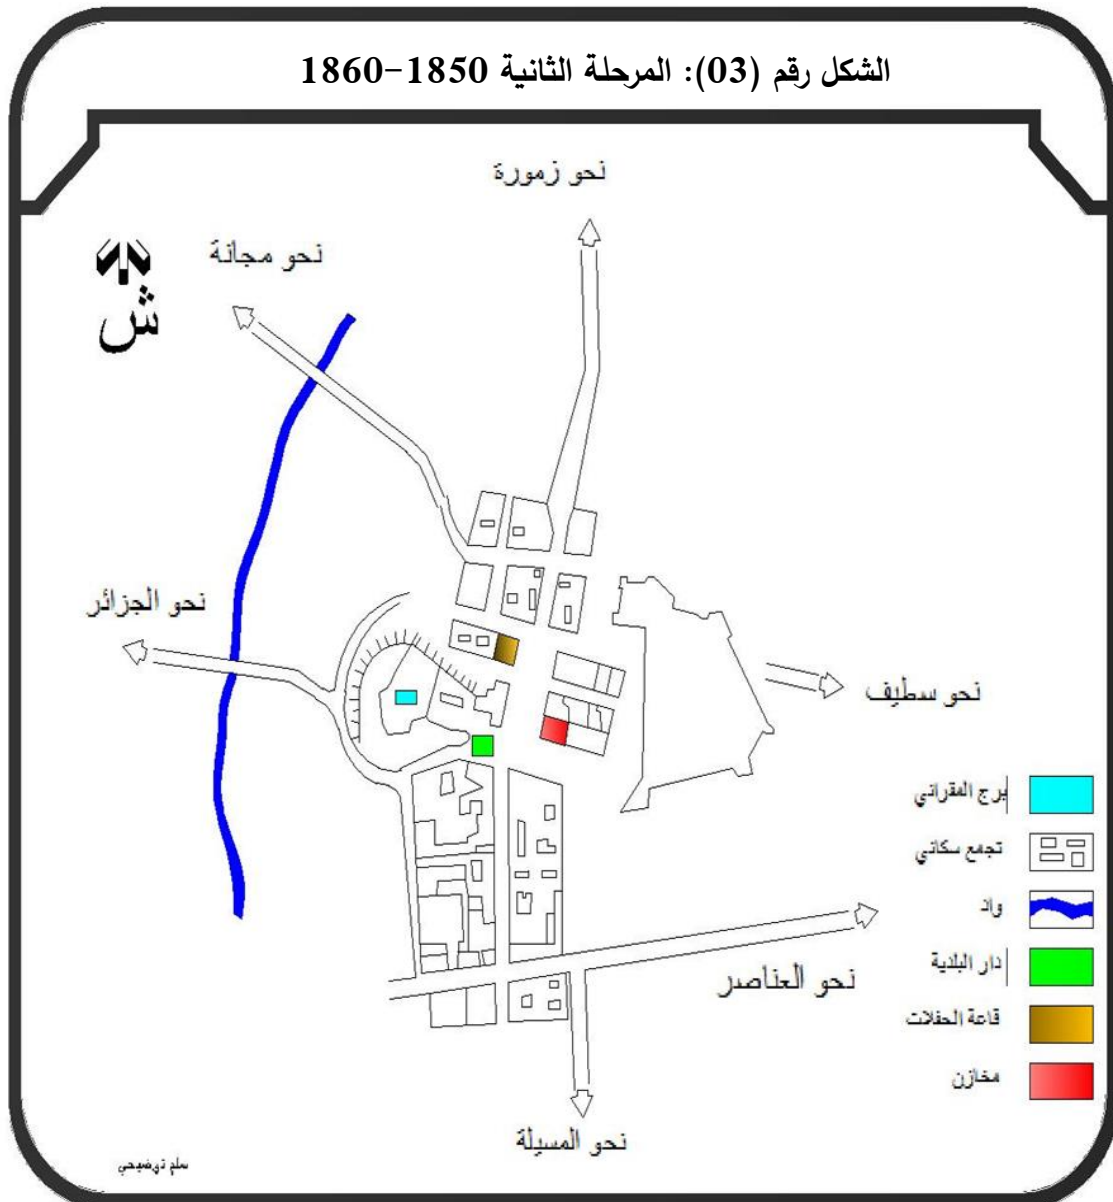 الشكل رقم (03): المرحلة الثانية 1850-1860
نحو زمورة
نحو مجانة
ش
نحو الجزائر
نحو سطيف
برج المقراني
تجمع سكاني
واد
دار البلدية
نحو العناصر
قاعة الحفلات
مخازن
نحو المسيلة
سلم توضيحي